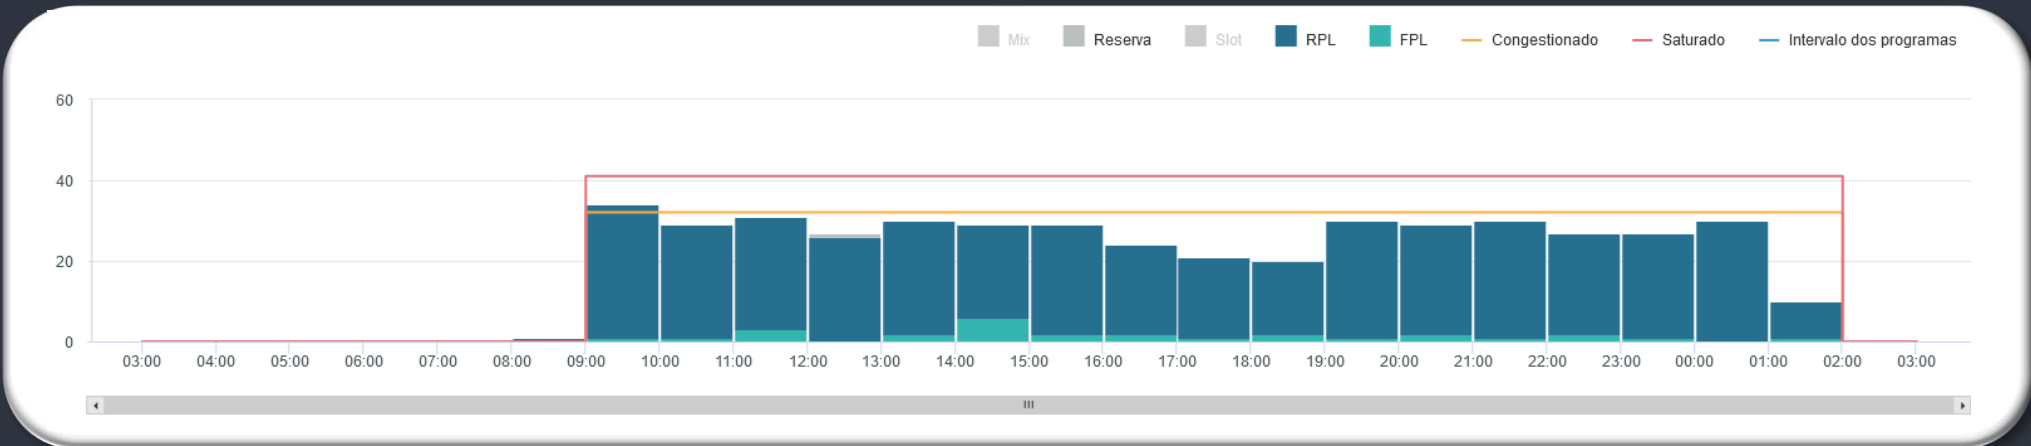 Mix Reserva Slot RPL FPL Congestionado Saturado Intervalo dos programas
60
40
20
0
03:00 04:00 05:00 06:00 07:00 08:00 09:00 10:00 11:00 12:00 13:00 14:00 15:00 16:00 17:00 18:00 19:00 20:00 21:00 22:00 23:00 00:00 01:00 02:00 03:00